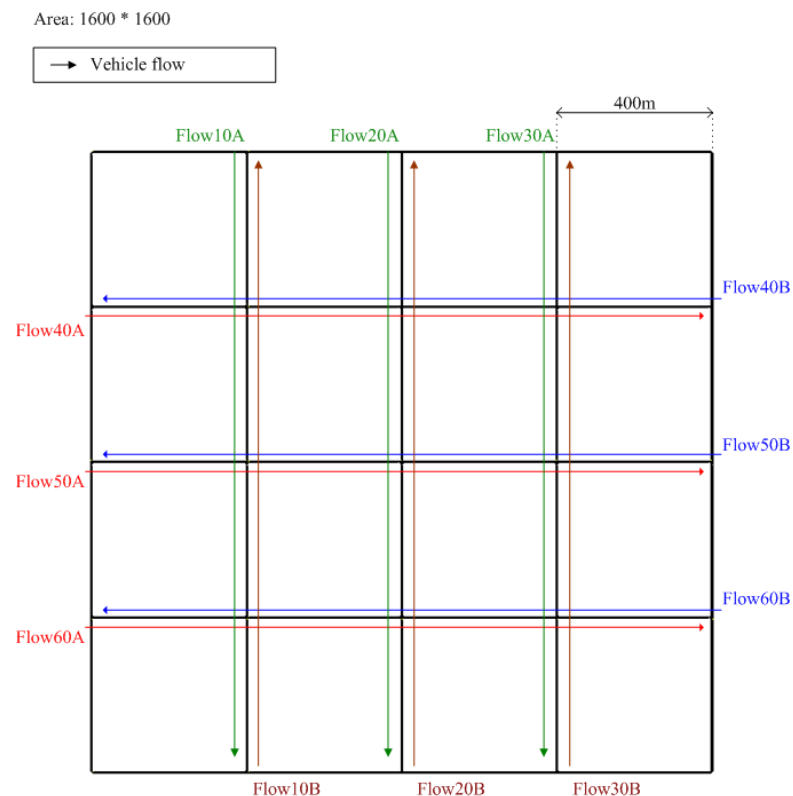 Area: 1600 * 1600
Vehicle flow
400m
Flow10A
Flow20A
Flow30A
Flow40B
Flow40A
Flow50B
Flow50A
Flow60B
Flow60A
Flow10B
Flow20B
Flow30B